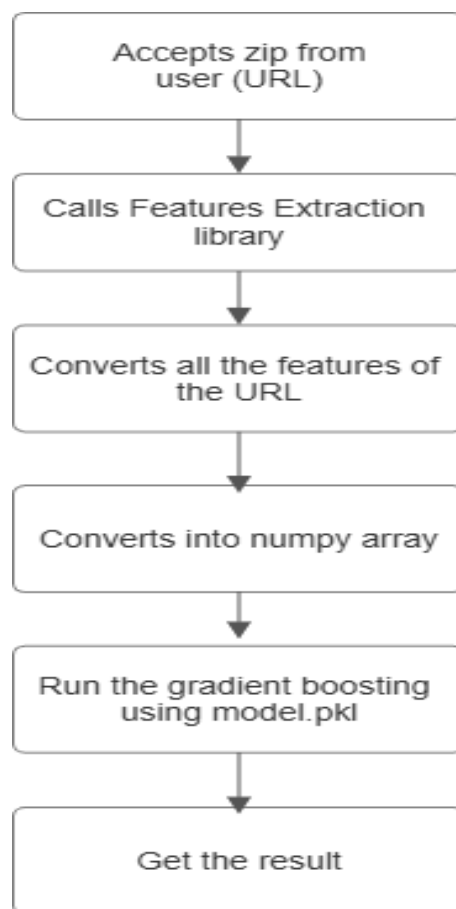 Accepts zip from
user (URL)
Calls Features Extraction
library
Converts all the features of
the URL
Converts into numpy array
Run the gradient boosting
using model.pkl
Get the result